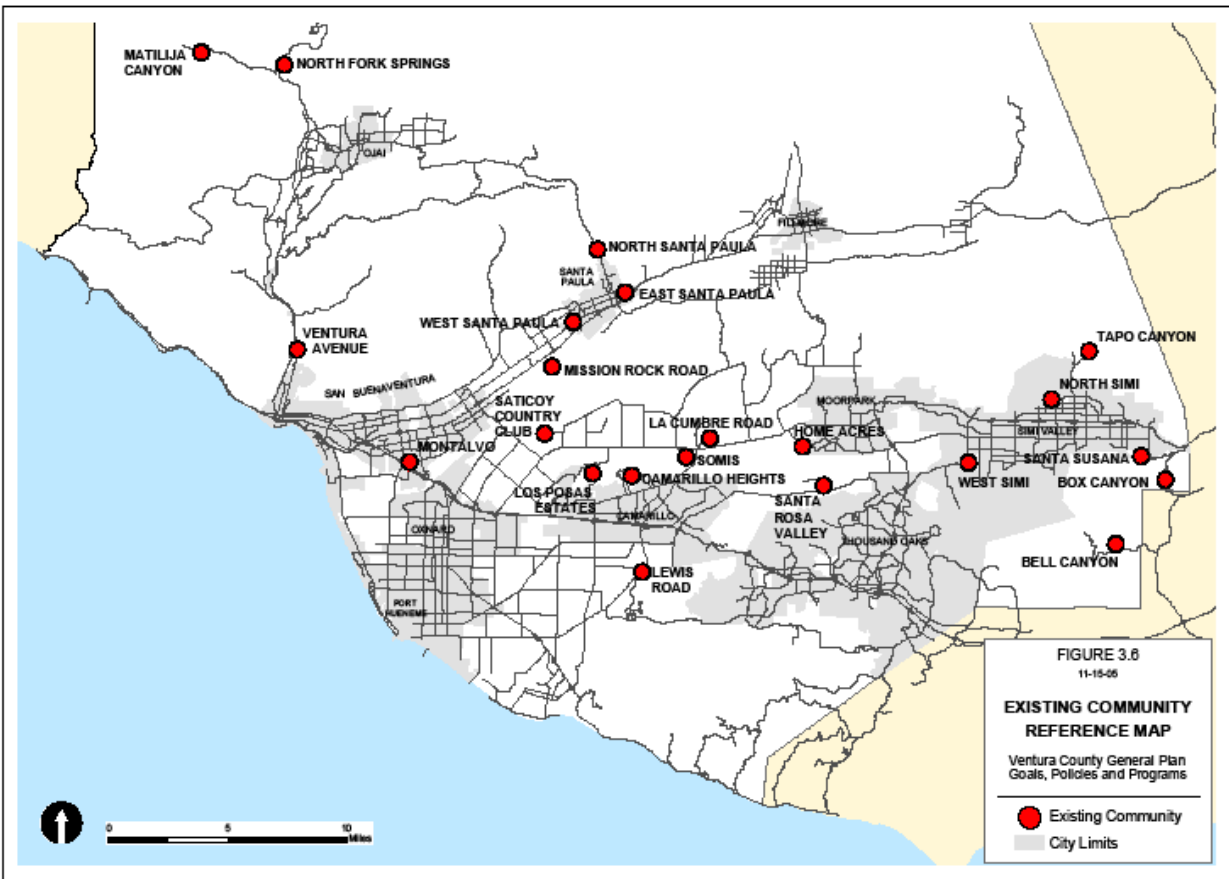 MATILIJA
CANYON
NORTH FORK SPRINGS
OJAI
NORTH SANTA PAULA
FILLMORE
SANTA
PAULA
EAST SANTA PAULA
WEST SANTA PAULA
VENTURA
AVENUE
TAPO CANYON
MISSION ROCK ROAD
SAN BUENAVENTURA
NORTH SIMI
MOORPARK
SATICOY
COUNTRY
CLUB
LA CUMBRE ROAD
HOME ACRES
SIMI VALLEY
MONTALVO
SOMIS
SANTA SUSANA
WEST SIMI
BOX CANYON
CAMARILLO HEIGHTS
LOS POSAS
ESTATES
SANTA
ROSA
VALLEY
CAMARILLO
OXNARD
THOUSAND OAKS
BELL CANYON
LEWIS
ROAD
PORT
HUENEME
FIGURE 3.6
11-15-05
EXISTING COMMUNITY
REFERENCE MAP
Ventura County General Plan
Goals, Policies and Programs
Existing Community
City Limits
0 5 10
Miles